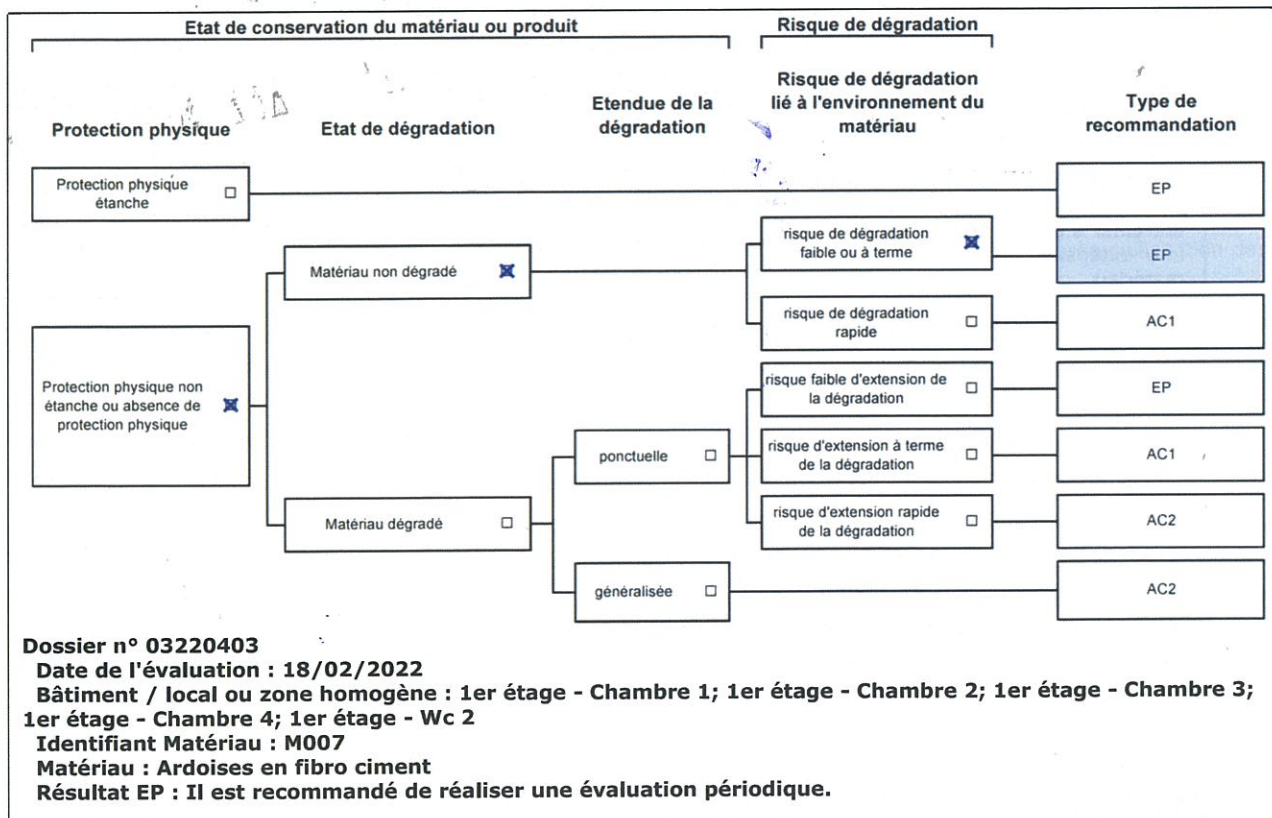 Etat de conservation du matériau ou produit
Risque de dégradation
Protection physique
Etat de dégradation
Etendue de la
dégradation
Risque de dégradation
lié à l'environnement du
matériau
Type de
recommandation
Protection physique
étanche
EP
Matériau non dégradé
risque de dégradation
faible ou à terme
EP
risque de dégradation
rapide
AC1
Protection physique non
étanche ou absence de
protection physique
risque faible d'extension de
la dégradation
EP
ponctuelle
risque d'extension à terme
de la dégradation
AC1
Matériau dégradé
risque d'extension rapide
de la dégradation
AC2
généralisée
AC2
Dossier n° 03220403
Date de l'évaluation : 18/02/2022
Bâtiment / local ou zone homogène : 1er étage - Chambre 1; 1er étage - Chambre 2; 1er étage - Chambre 3;
1er étage - Chambre 4; 1er étage - Wc 2
Identifiant Matériau : M007
Matériau : Ardoises en fibro ciment
Résultat EP : Il est recommandé de réaliser une évaluation périodique.